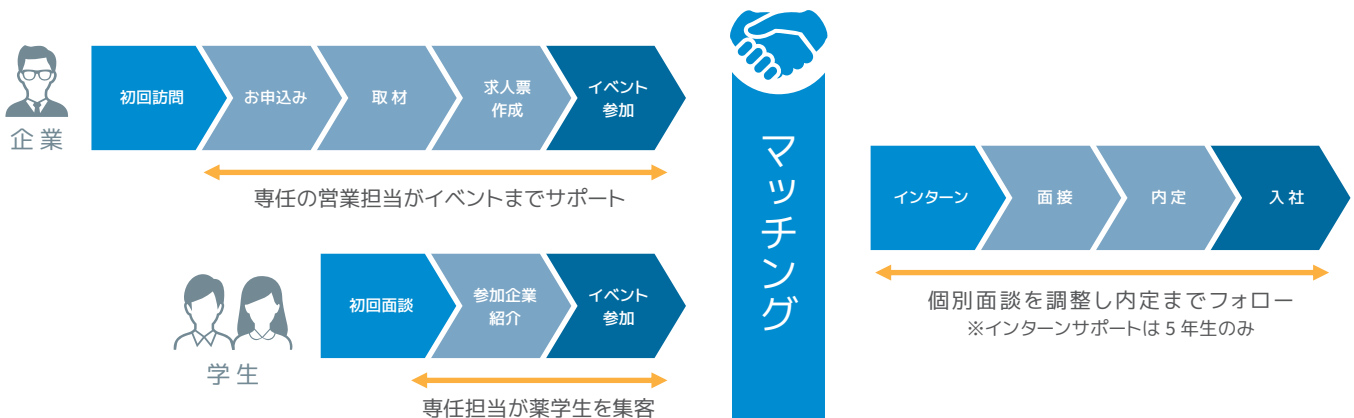 企業
初回訪問
お申込み
取材
求人票
作成
イベント
参加
専任の営業担当がイベントまでサポート
学生
初回面談
参加企業
紹介
イベント
参加
専任担当が薬学生を集客
マッチング
インターン
面接
内定
入社
個別面談を調整し内定までフォロー
※インターンサポートは5年生のみ